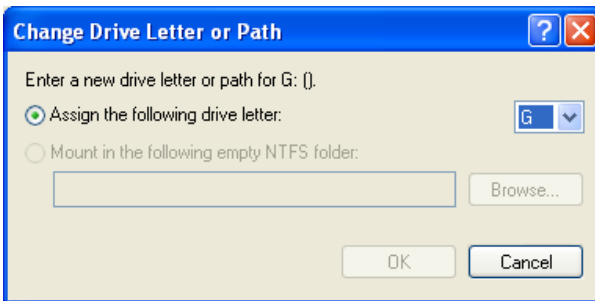 Change Drive Letter or Path
Enter a new drive letter or path for G: ().
Assign the following drive letter: G
Mount in the following empty NTFS folder:
Browse...
OK Cancel